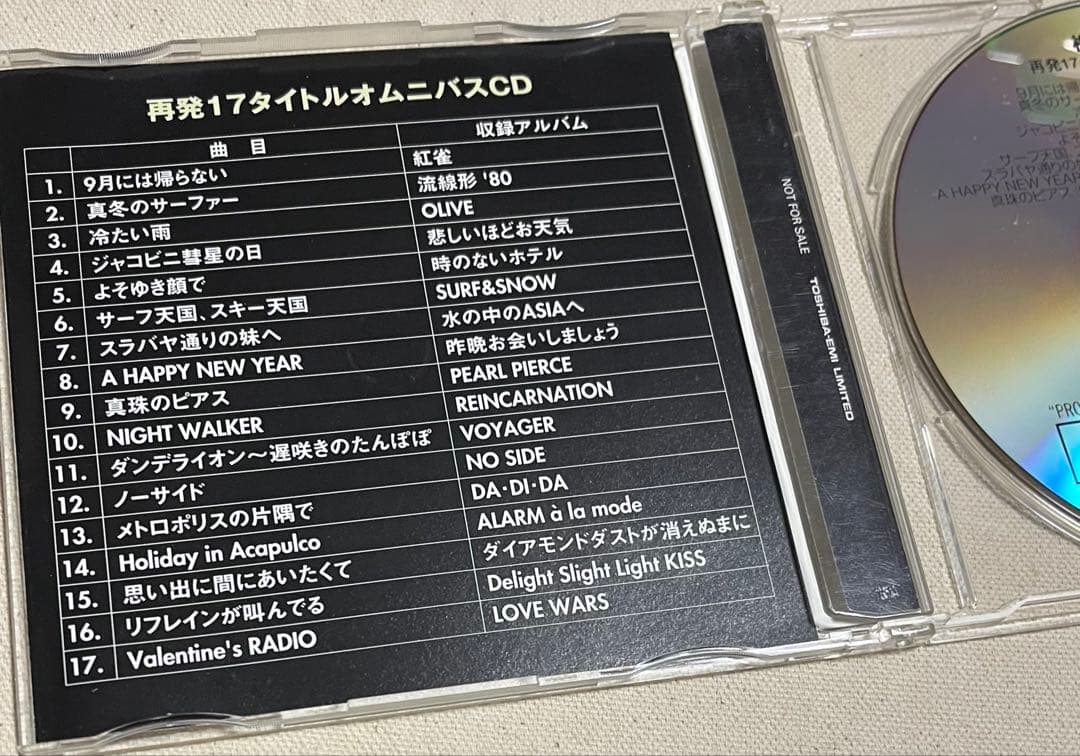 再発17タイトルオムニバスCD
曲 目 収録アルバム
1. 9月には帰らない 紅雀
2. 真冬のサーファー 流線形 '80
3. 冷たい雨 OLIVE
4. ジャコビニ彗星の日 悲しいほどお天気
5. よそゆき顔で 時のないホテル
6. サーフ天国、スキー天国 SURF&SNOW
7. スラバヤ通りの妹へ 水の中のASIAへ
8. A HAPPY NEW YEAR 昨晩お会いしましょう
9. 真珠のピアス PEARL PIERCE
10. NIGHT WALKER REINCARNATION
11. ダンデライオン〜遅咲きのたんぽぽ VOYAGER
12. ノーサイド NO SIDE
13. メトロポリスの片隅で DA・DI・DA
14. Holiday in Acapulco ALARM à la mode
15. 思い出に間にあいたくて ダイアモンドダストが消えぬまに
16. リフレインが叫んでる Delight Slight Light KISS
17. Valentine's RADIO LOVE WARS
NOT FOR SALE
TOSHIBA-EMI LIMITED
再発17
9月には帰
真冬のサー
ジャコビニ
よそ
サーフ天国
スラバヤ通りの
A HAPPY NEW YEAR
真珠のピアス
"PRO